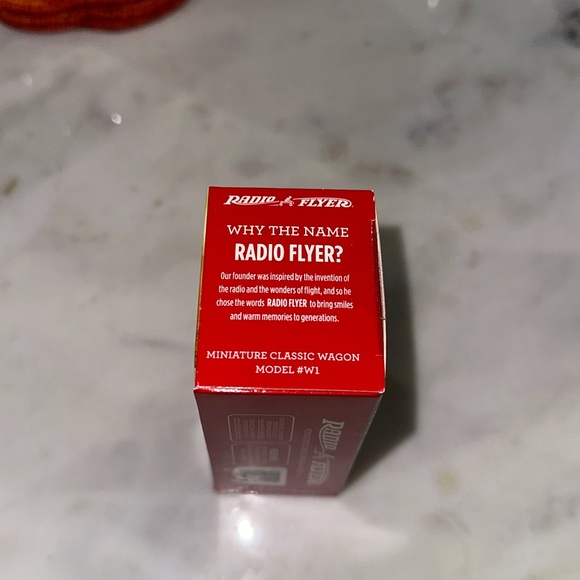 RADIO FLYER
WHY THE NAME
RADIO FLYER?
Our founder was inspired by the invention of
the radio and the wonders of flight, and so he
chose the words RADIO FLYER to bring smiles
and warm memories to generations.
MINIATURE CLASSIC WAGON
MODEL #W1
RADIO FLYER